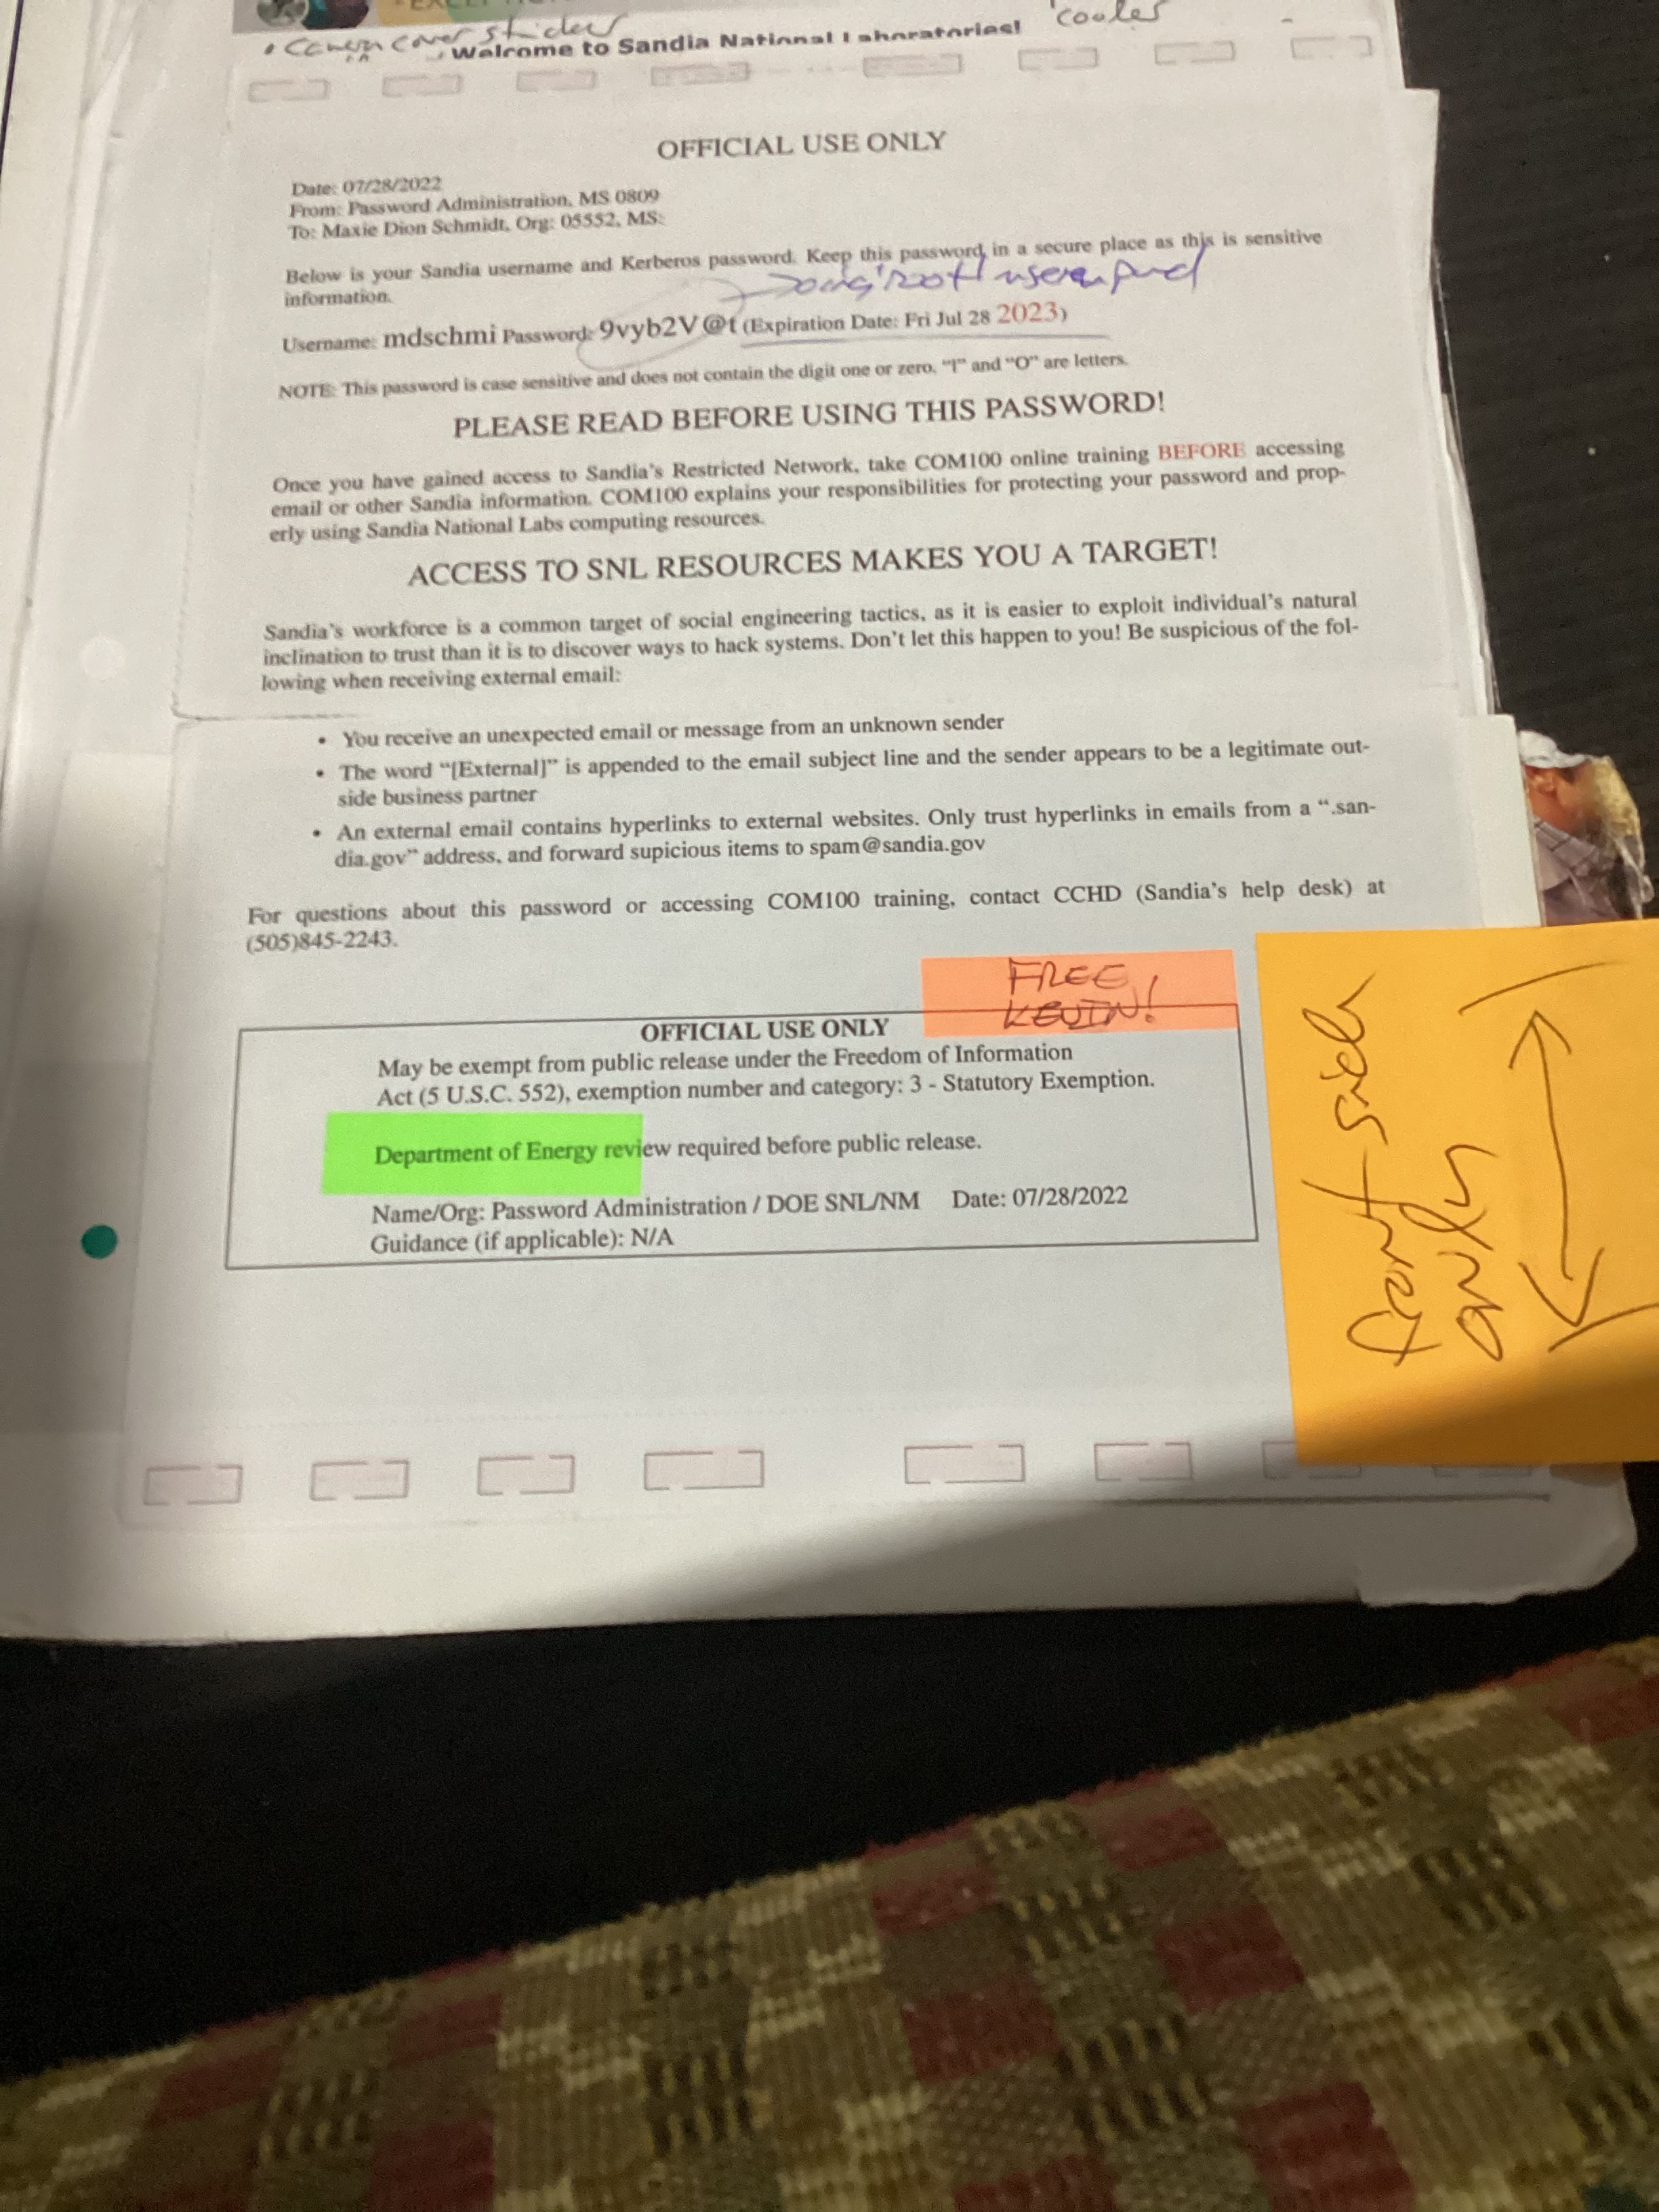 camera cover sticker
'cooler
Welcome to Sandia National Laboratories!
OFFICIAL USE ONLY
Date: 07/28/2022
From: Password Administration, MS 0809
To: Maxie Dion Schmidt, Org: 05552, MS:
Below is your Sandia username and Kerberos password. Keep this password in a secure place as this is sensitive
information.
Username: mdschmi Password: 9vyb2V@t (Expiration Date: Fri Jul 28 2023)
NOTE: This password is case sensitive and does not contain the digit one or zero. "l" and "O" are letters.
PLEASE READ BEFORE USING THIS PASSWORD!
Once you have gained access to Sandia's Restricted Network, take COM100 online training BEFORE accessing
email or other Sandia information. COM100 explains your responsibilities for protecting your password and prop-
erly using Sandia National Labs computing resources.
ACCESS TO SNL RESOURCES MAKES YOU A TARGET!
Sandia's workforce is a common target of social engineering tactics, as it is easier to exploit individual's natural
inclination to trust than it is to discover ways to hack systems. Don't let this happen to you! Be suspicious of the fol-
lowing when receiving external email:
• You receive an unexpected email or message from an unknown sender
• The word "[External]" is appended to the email subject line and the sender appears to be a legitimate out-
side business partner
• An external email contains hyperlinks to external websites. Only trust hyperlinks in emails from a ".san-
dia.gov" address, and forward supicious items to spam@sandia.gov
For questions about this password or accessing COM100 training, contact CCHD (Sandia's help desk) at
(505)845-2243.
FREE
KEVIN!
OFFICIAL USE ONLY
May be exempt from public release under the Freedom of Information
Act (5 U.S.C. 552), exemption number and category: 3 - Statutory Exemption.
Department of Energy review required before public release.
Name/Org: Password Administration / DOE SNL/NM Date: 07/28/2022
Guidance (if applicable): N/A
front side
only